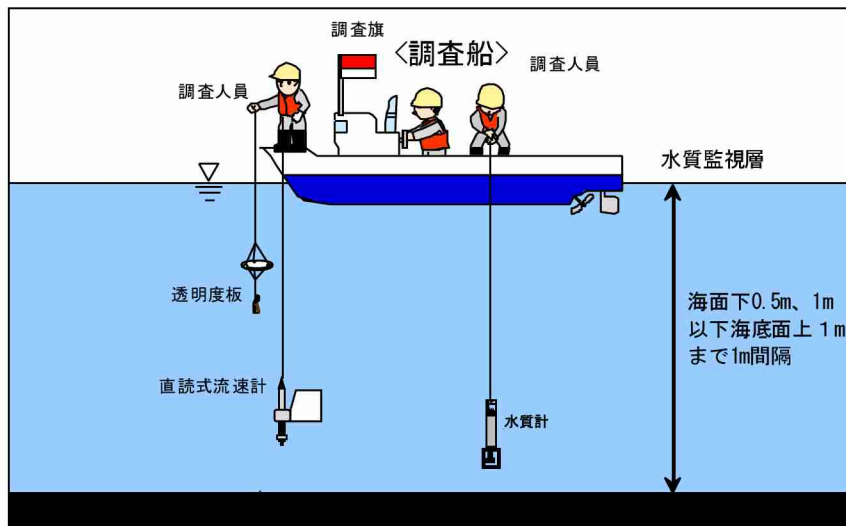 調査旗
〈調査船〉
調査人員
調査人員
水質監視層
透明度板
海面下0.5m、1m
以下海底面上１m
まで1m間隔
直読式流速計
水質計